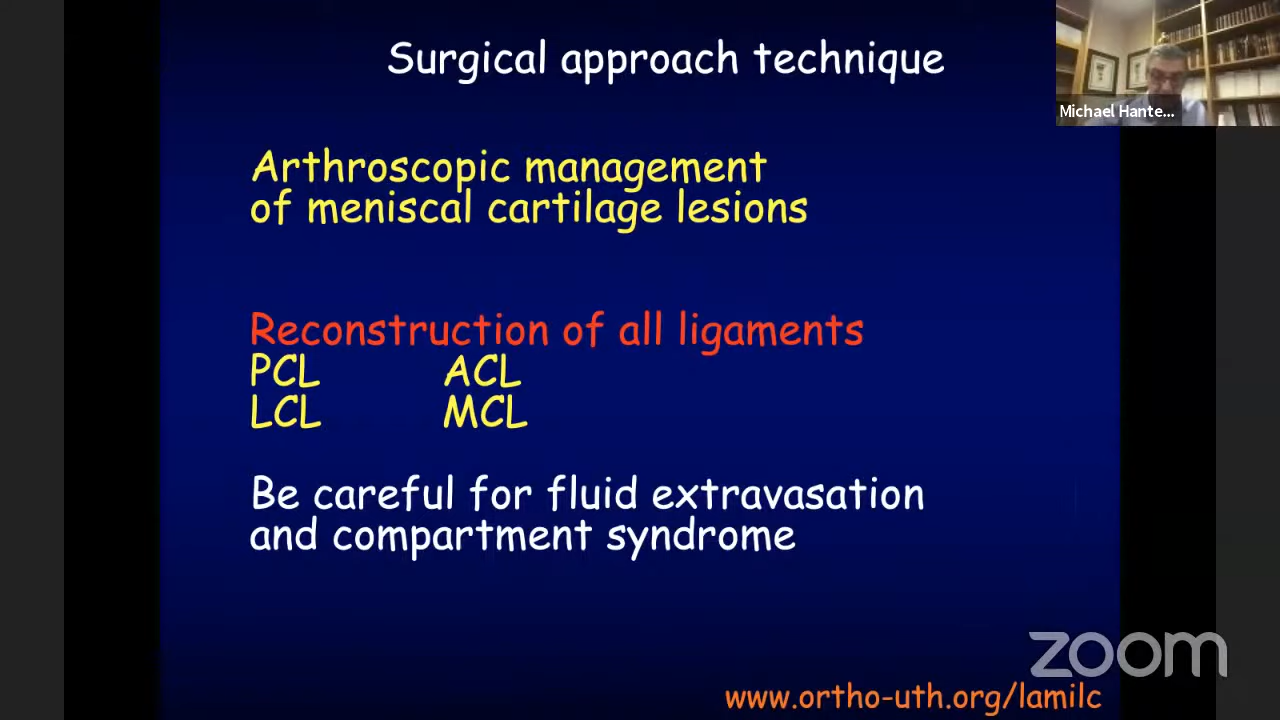 Surgical approach technique
Michael Hante...
Arthroscopic management
of meniscal cartilage lesions
Reconstruction of all ligaments
PCL ACL
LCL MCL
Be careful for fluid extravasation
and compartment syndrome
zoom
www.ortho-uth.org/lamilc